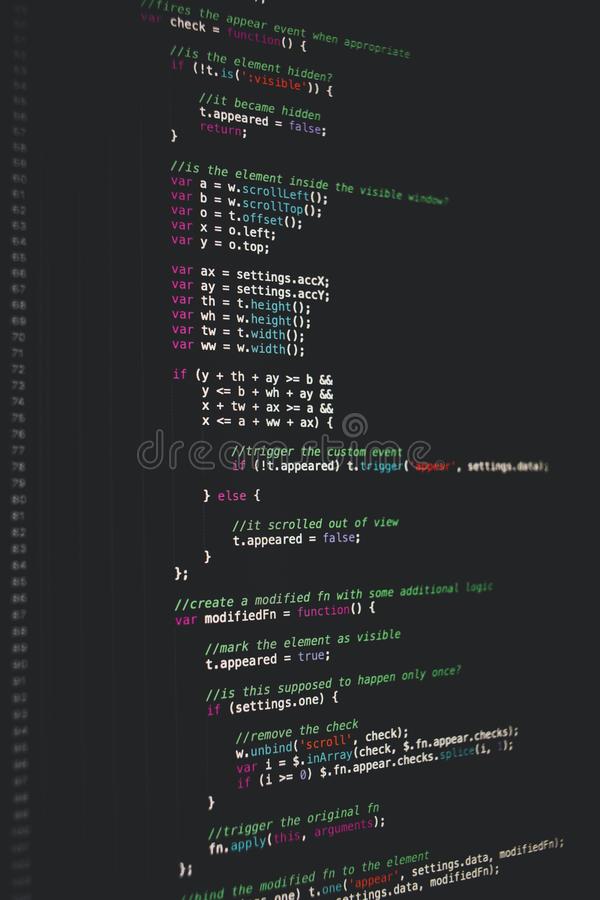 //fires the appear event when appropriate
var check = function() {
//is the element hidden?
if (!t.is(':visible')) {
//it became hidden
t.appeared = false;
return;
}
//is the element inside the visible window?
var a = w.scrollLeft();
var b = w.scrollTop();
var o = t.offset();
var x = o.left;
var y = o.top;
var ax = settings.accX;
var ay = settings.accY;
var th = t.height();
var wh = w.height();
var tw = t.width();
var ww = w.width();
if (y + th + ay >= b &&
y <= b + wh + ay &&
x + tw + ax >= a &&
x <= a + ww + ax) {
dreamstime
//trigger the custom event
if (!t.appeared) t.trigger('appear', settings.data);
} else {
//it scrolled out of view
t.appeared = false;
}
};
//create a modified fn with some additional logic
var modifiedFn = function() {
//mark the element as visible
t.appeared = true;
//is this supposed to happen only once?
if (settings.one) {
//remove the check
w.unbind('scroll', check);
var i = $.inArray(check, $.fn.appear.checks);
if (i >= 0) $.fn.appear.checks.splice(i, 1);
}
//trigger the original fn
fn.apply(this, arguments);
};
//bind the modified fn to the element
one) t.one('appear', settings.data, modifiedFn);
settings.data, modifiedFn);